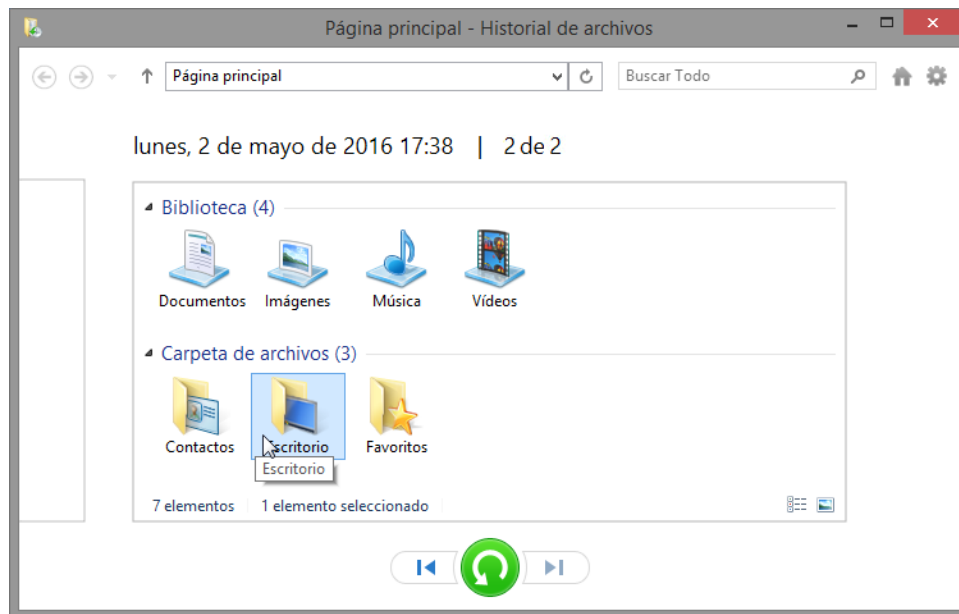 Página principal - Historial de archivos
Página principal
Buscar Todo
lunes, 2 de mayo de 2016 17:38 | 2 de 2
Biblioteca (4)
Documentos Imágenes Música Vídeos
Carpeta de archivos (3)
Contactos Escritorio Favoritos
Escritorio
7 elementos 1 elemento seleccionado